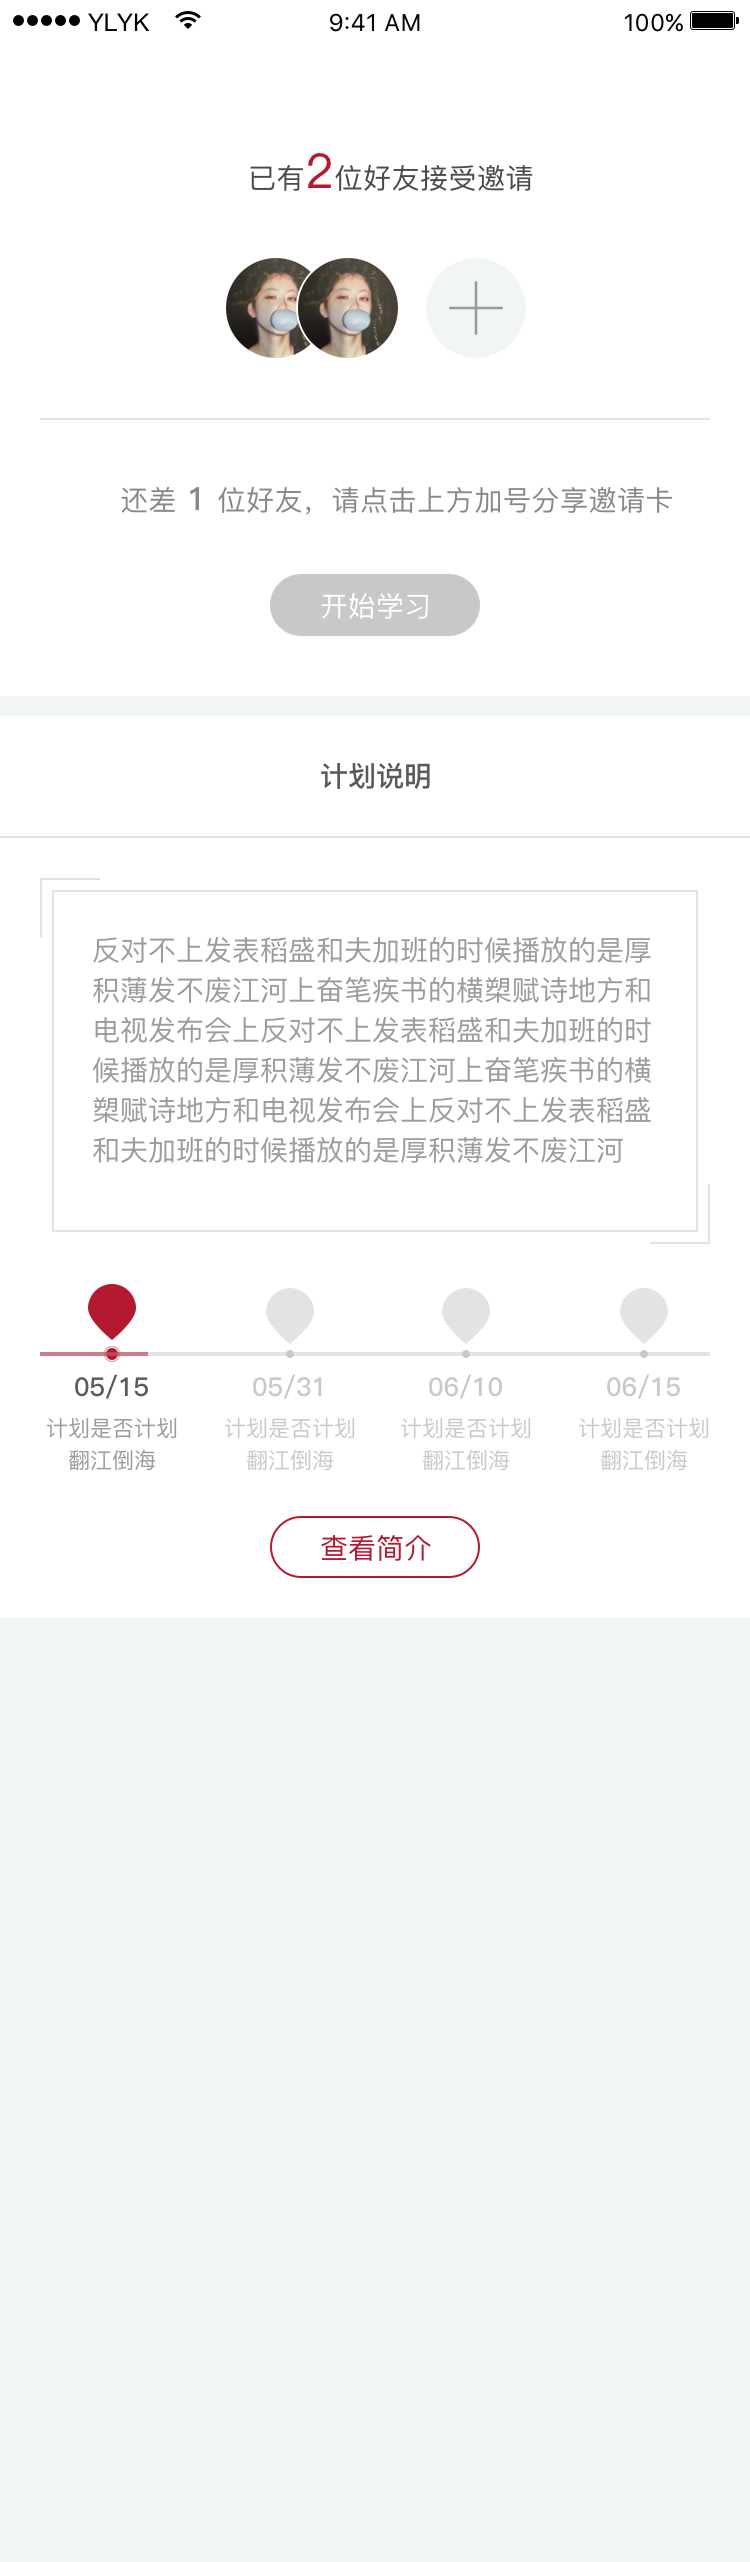 YLYK
9:41 AM
100%
已有2位好友接受邀请
还差 1 位好友，请点击上方加号分享邀请卡
开始学习
计划说明
反对不上发表稻盛和夫加班的时候播放的是厚
积薄发不废江河上奋笔疾书的横槊赋诗地方和
电视发布会上反对不上发表稻盛和夫加班的时
候播放的是厚积薄发不废江河上奋笔疾书的横
槊赋诗地方和电视发布会上反对不上发表稻盛
和夫加班的时候播放的是厚积薄发不废江河
05/15
计划是否计划
翻江倒海
05/31
计划是否计划
翻江倒海
06/10
计划是否计划
翻江倒海
06/15
计划是否计划
翻江倒海
查看简介